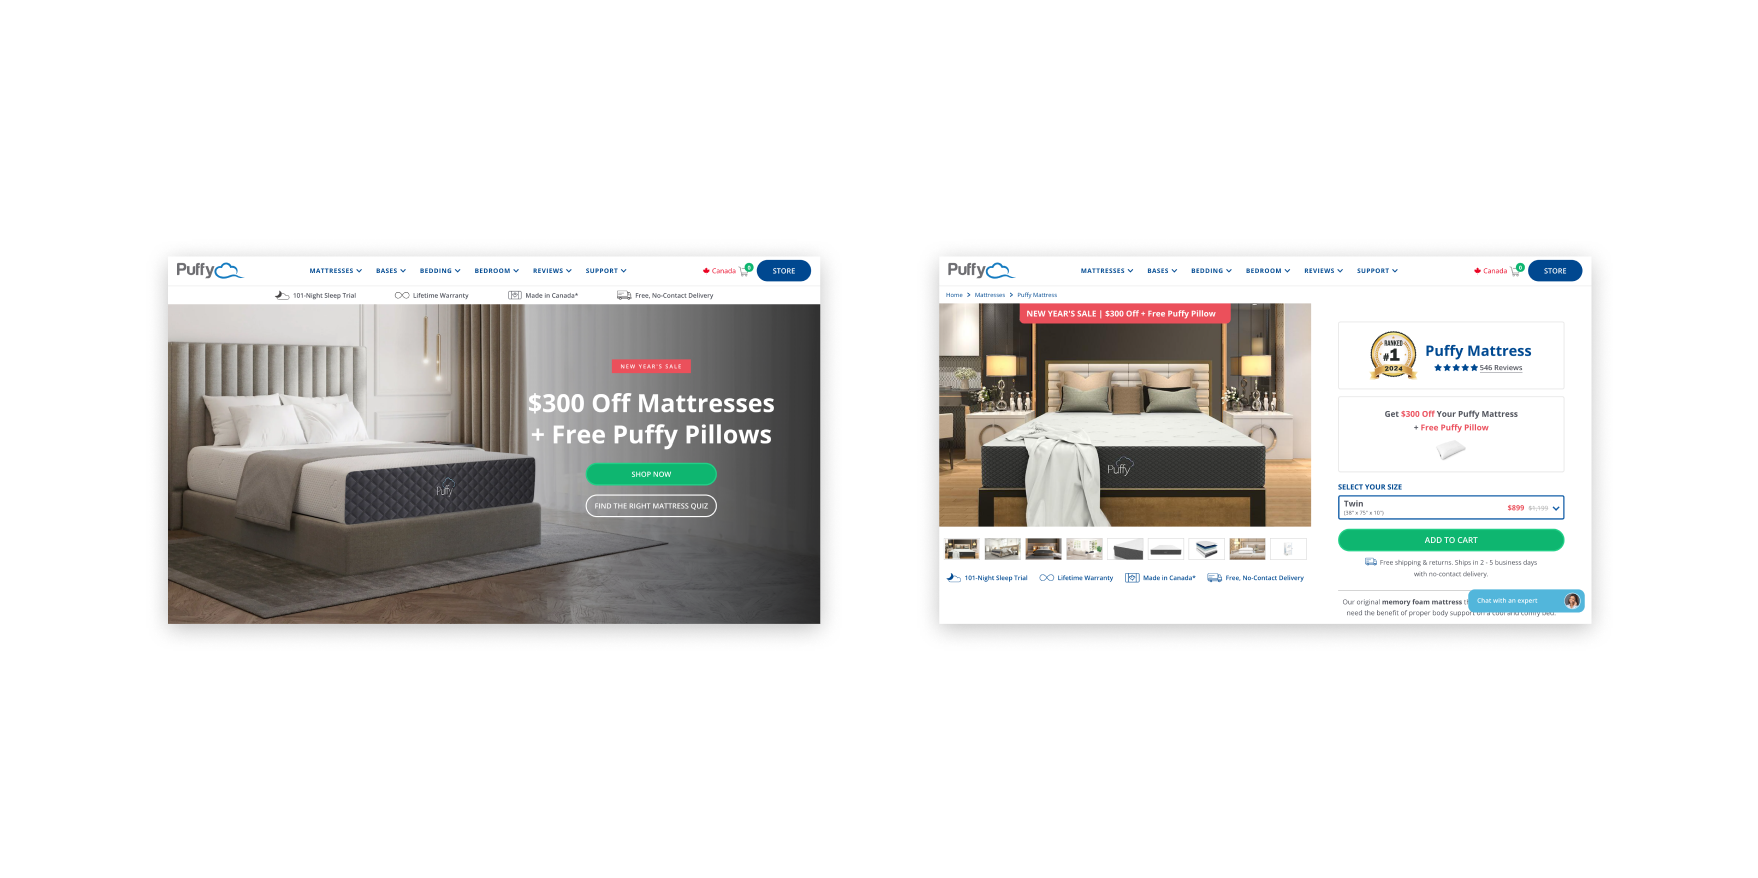 Puffy
MATTRESSES BASES BEDDING BEDROOM REVIEWS SUPPORT
Canada 0 STORE
101-Night Sleep Trial Lifetime Warranty Made in Canada* Free, No-Contact Delivery
NEW YEAR'S SALE
$300 Off Mattresses
+ Free Puffy Pillows
SHOP NOW
FIND THE RIGHT MATTRESS QUIZ
Puffy
Puffy
MATTRESSES BASES BEDDING BEDROOM REVIEWS SUPPORT
Canada 0 STORE
Home > Mattresses > Puffy Mattress
NEW YEAR'S SALE | $300 Off + Free Puffy Pillow
Puffy
101-Night Sleep Trial Lifetime Warranty Made in Canada* Free, No-Contact Delivery
RANKED
#1
2024
Puffy Mattress
546 Reviews
Get $300 Off Your Puffy Mattress
+ Free Puffy Pillow
SELECT YOUR SIZE
Twin
(38" x 75" x 10")
$899 $1,199
ADD TO CART
Free shipping & returns. Ships in 2 - 5 business days
with no-contact delivery.
Our original memory foam mattress
need the benefit of proper body support on a cool and comfy bed.
Chat with an expert